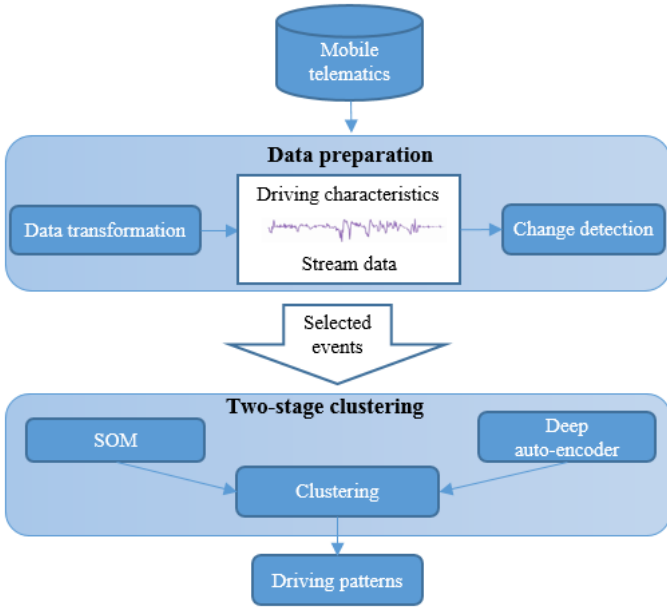 Mobile
telematics
Data preparation
Driving characteristics
Data transformation
Change detection
Stream data
Selected
events
Two-stage clustering
SOM
Deep
auto-encoder
Clustering
Driving patterns